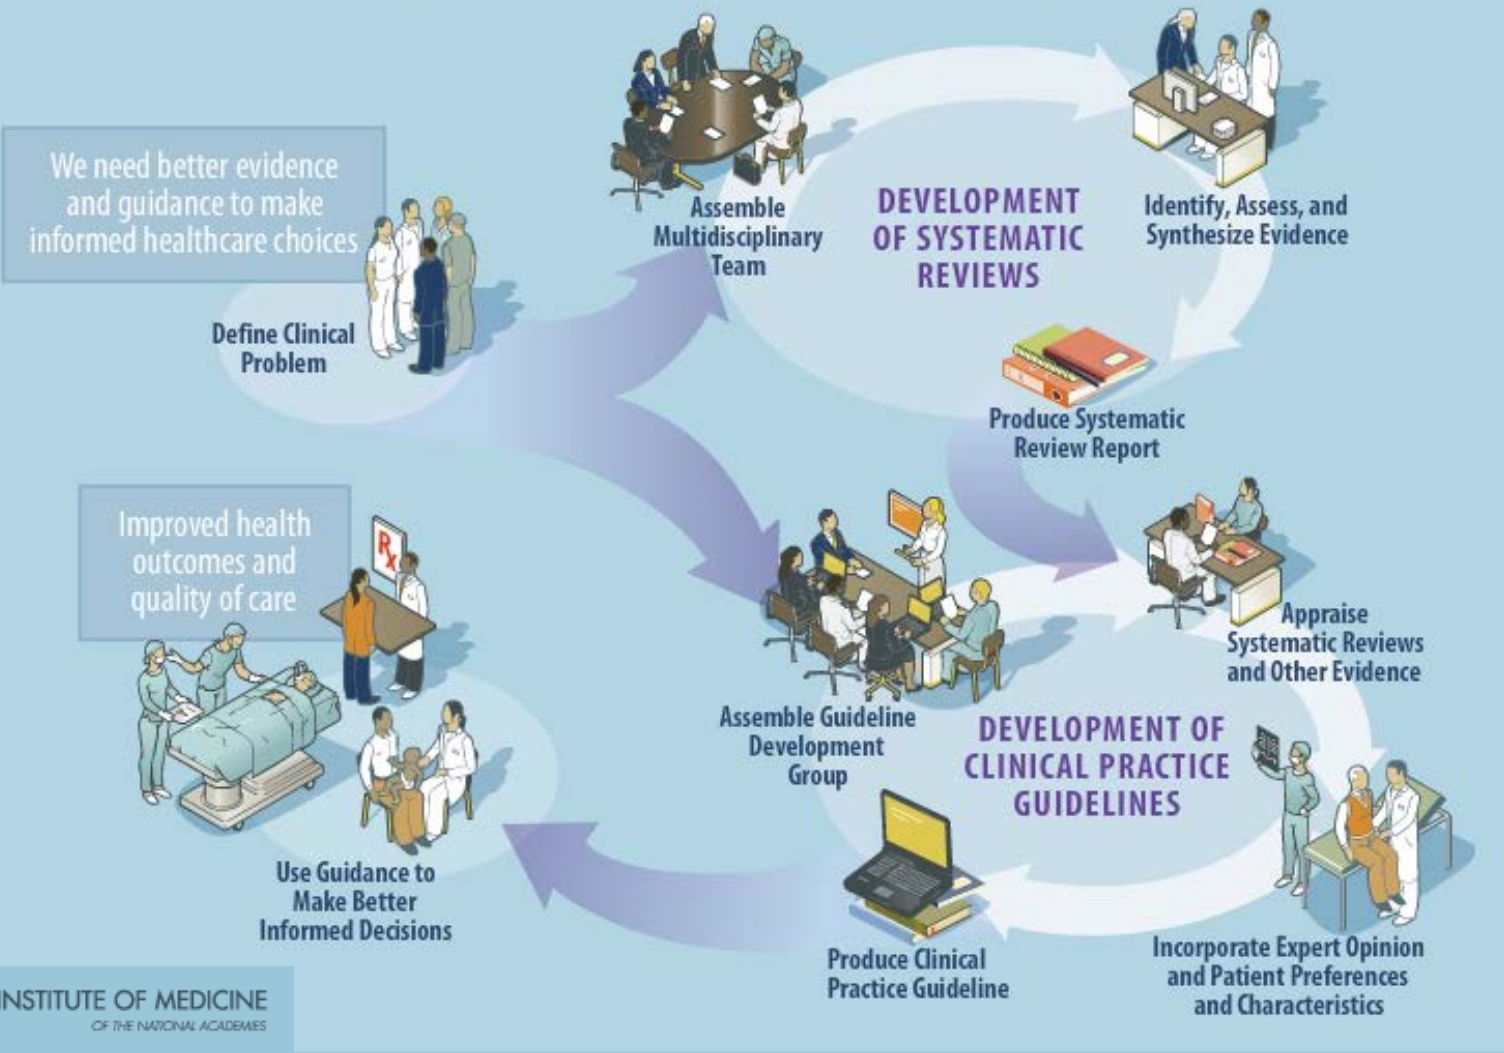 We need better evidence
and guidance to make
informed healthcare choices
Define Clinical
Problem
Assemble
Multidisciplinary
Team
DEVELOPMENT
OF SYSTEMATIC
REVIEWS
Identify, Assess, and
Synthesize Evidence
Produce Systematic
Review Report
Assemble Guideline
Development
Group
DEVELOPMENT OF
CLINICAL PRACTICE
GUIDELINES
Appraise
Systematic Reviews
and Other Evidence
Incorporate Expert Opinion
and Patient Preferences
and Characteristics
Produce Clinical
Practice Guideline
Improved health
outcomes and
quality of care
Rx
Use Guidance to
Make Better
Informed Decisions
INSTITUTE OF MEDICINE
OF THE NATIONAL ACADEMIES